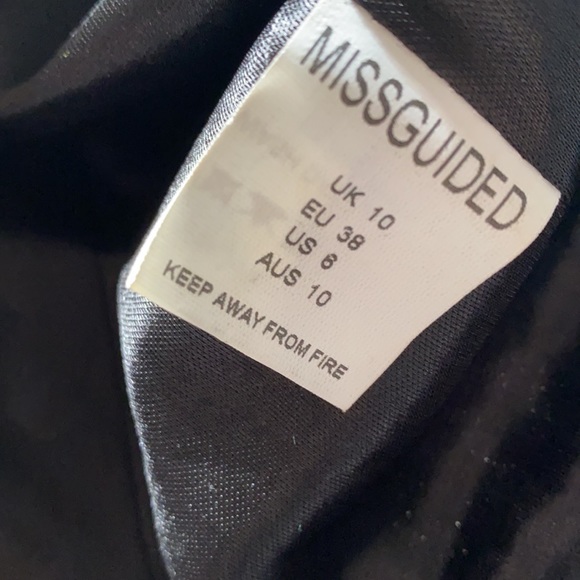 MISSGUIDED
UK 10
EU 38
US 6
AUS 10
KEEP AWAY FROM FIRE